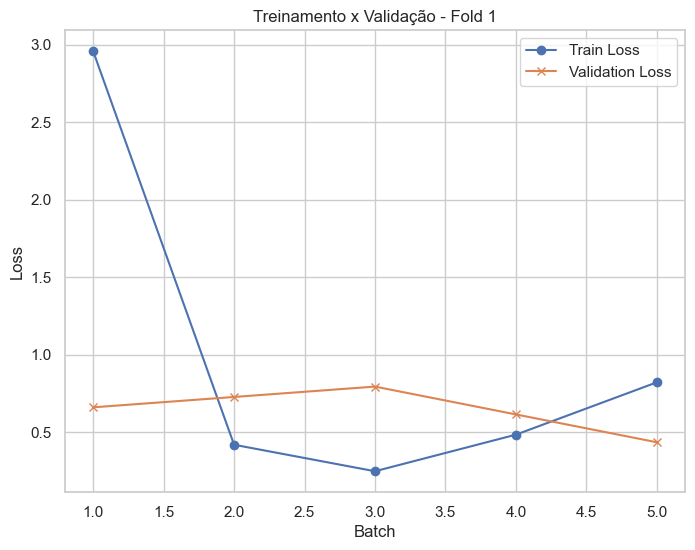 Treinamento x Validação - Fold 1
Train Loss
Validation Loss
3.0
2.5
2.0
1.5
1.0
0.5
Loss
1.0 1.5 2.0 2.5 3.0 3.5 4.0 4.5 5.0
Batch